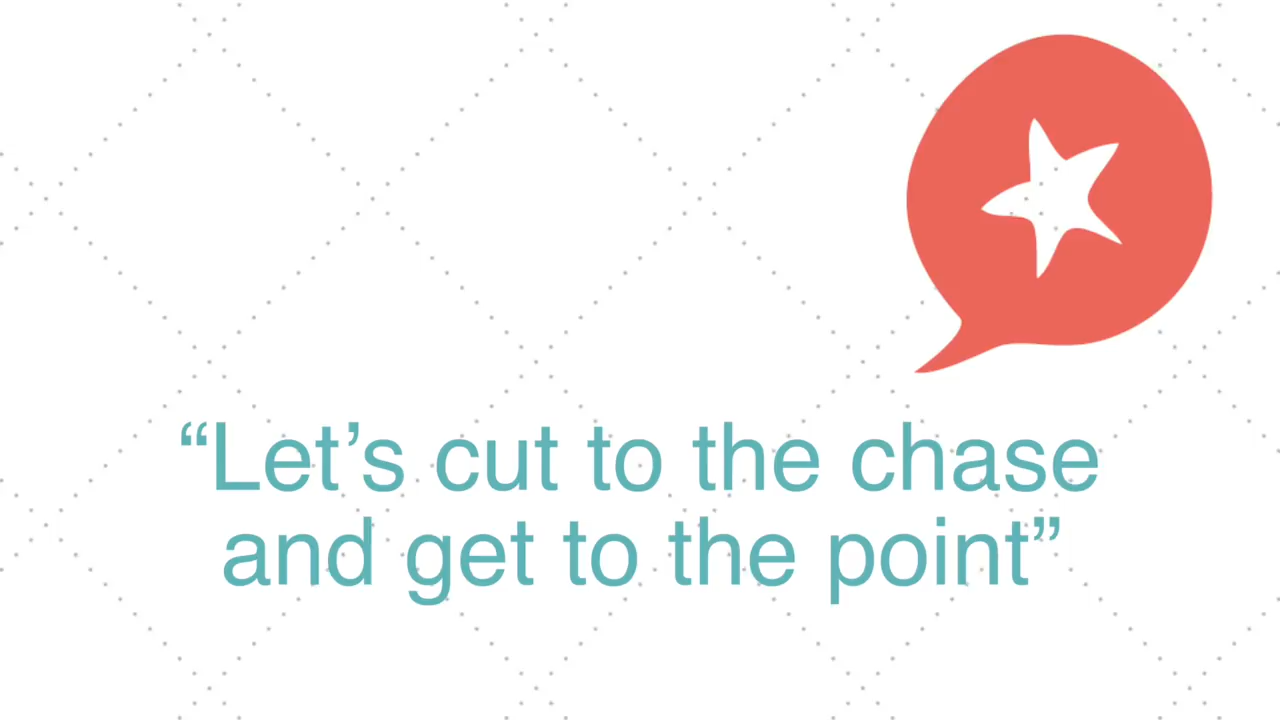 “Let’s cut to the chase
and get to the point”